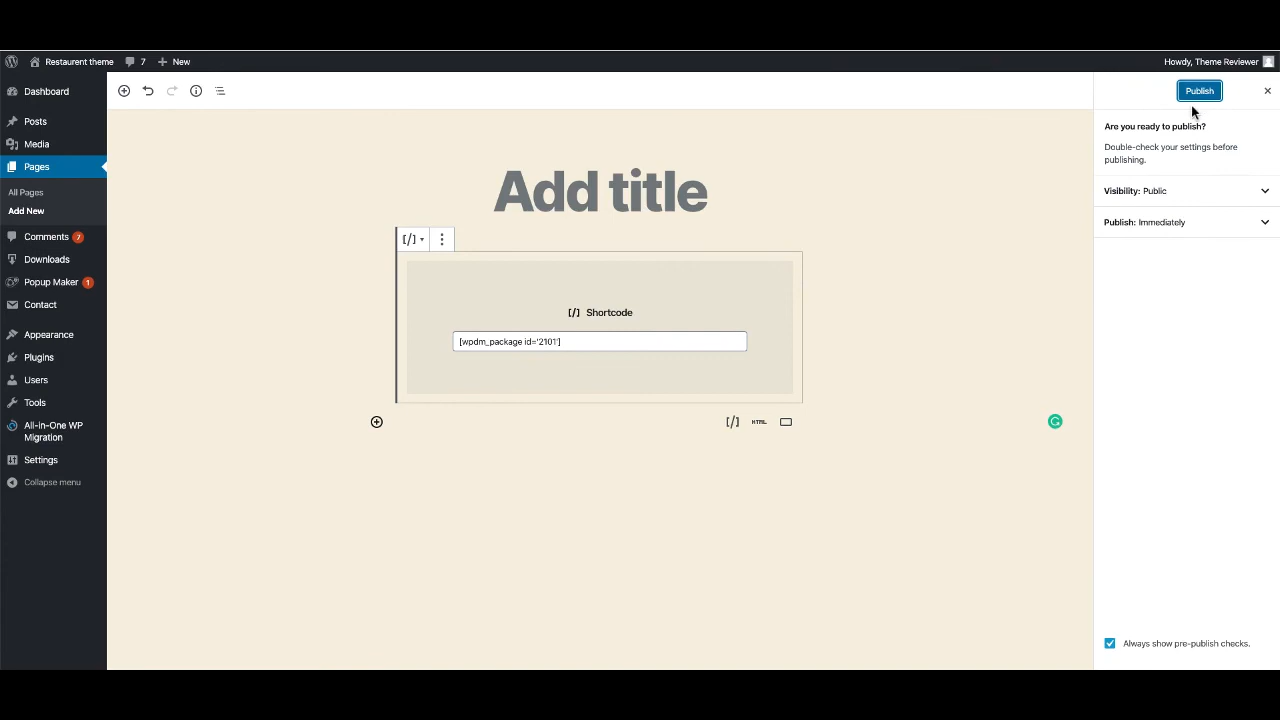 Restaurent theme
7
New
Howdy, Theme Reviewer
Dashboard
Posts
Media
Pages
All Pages
Add New
Comments 7
Downloads
Popup Maker 1
Contact
Appearance
Plugins
Users
Tools
All-in-One WP
Migration
Settings
Collapse menu
Add title
[/]
[/] Shortcode
[wpdm_package id='2101']
[/] HTML
Publish
Are you ready to publish?
Double-check your settings before
publishing.
Visibility: Public
Publish: Immediately
Always show pre-publish checks.